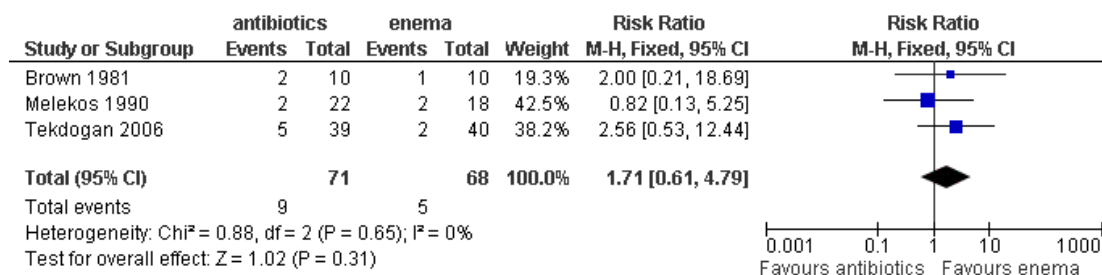 antibiotics enema Risk Ratio Risk Ratio
Study or Subgroup Events Total Events Total Weight M-H, Fixed, 95% CI M-H, Fixed, 95% CI
Brown 1981 2 10 1 10 19.3% 2.00 [0.21, 18.69]
Melekos 1990 2 22 2 18 42.5% 0.82 [0.13, 5.25]
Tekdogan 2006 5 39 2 40 38.2% 2.56 [0.53, 12.44]
Total (95% CI) 71 68 100.0% 1.71 [0.61, 4.79]
Total events 9 5
Heterogeneity: Chi² = 0.88, df = 2 (P = 0.65); I² = 0%
Test for overall effect: Z = 1.02 (P = 0.31)
0.001 0.1 1 10 1000
Favours antibiotics Favours enema